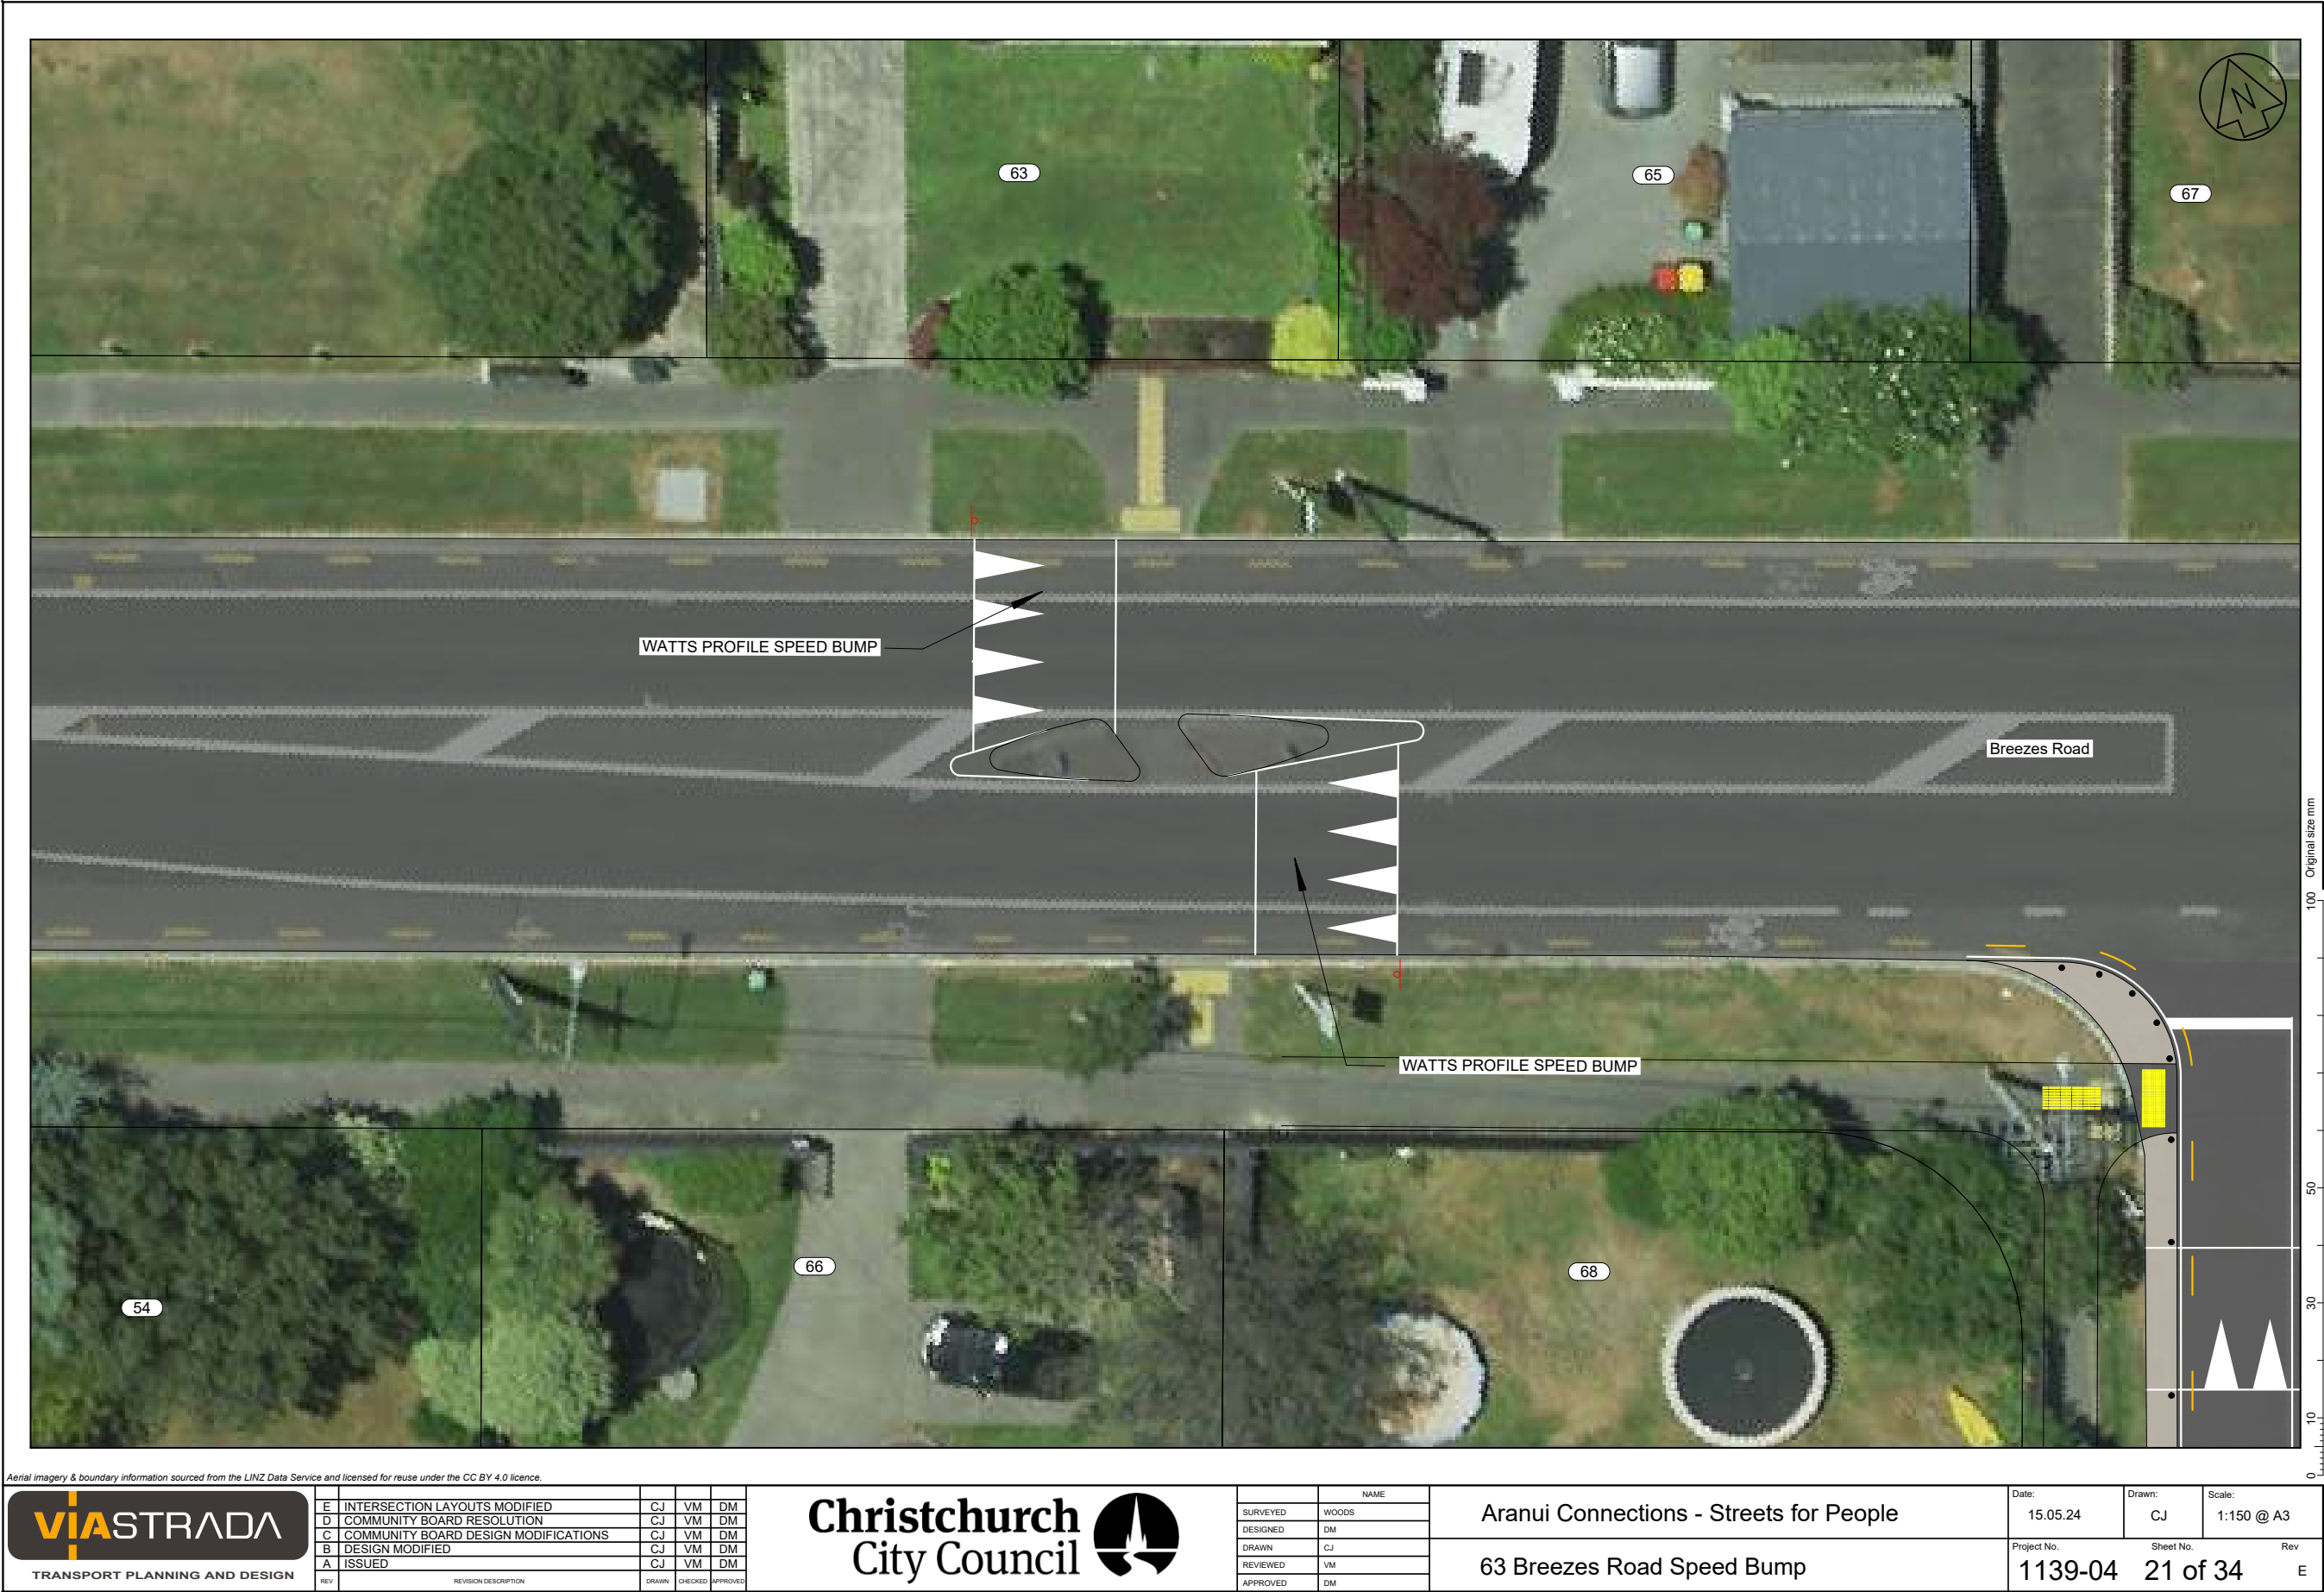 N
63
65
67
WATTS PROFILE SPEED BUMP
Breezes Road
WATTS PROFILE SPEED BUMP
66
68
54
0 10 30 50 100 Original size mm
Aerial imagery & boundary information sourced from the LINZ Data Service and licensed for reuse under the CC BY 4.0 licence.
VIASTRADA
TRANSPORT PLANNING AND DESIGN
E INTERSECTION LAYOUTS MODIFIED CJ VM DM
D COMMUNITY BOARD RESOLUTION CJ VM DM
C COMMUNITY BOARD DESIGN MODIFICATIONS CJ VM DM
B DESIGN MODIFIED CJ VM DM
A ISSUED CJ VM DM
REV REVISION DESCRIPTION DRAWN CHECKED APPROVED
Christchurch
City Council
NAME
SURVEYED WOODS
DESIGNED DM
DRAWN CJ
REVIEWED VM
APPROVED DM
Aranui Connections - Streets for People
63 Breezes Road Speed Bump
Date: Drawn: Scale:
15.05.24 CJ 1:150 @ A3
Project No. Sheet No. Rev
1139-04 21 of 34 E